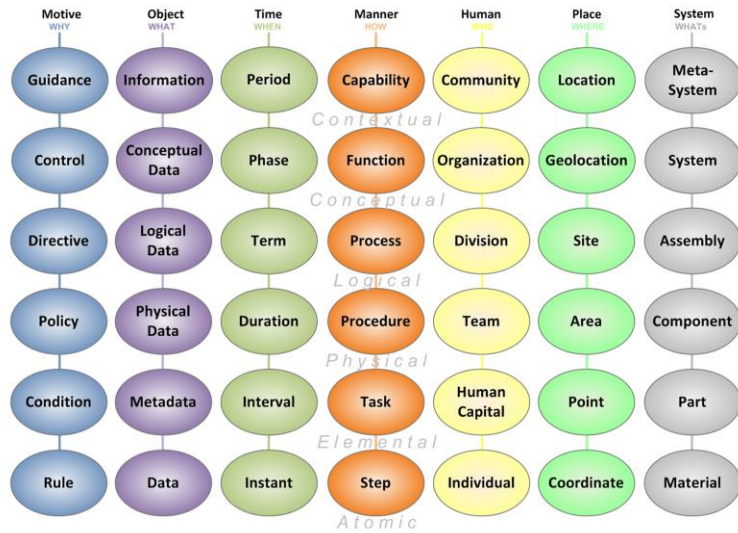 Motive Object Time Manner Human Place System
WHY WHAT WHEN HOW WHO WHERE WHATs
Guidance Information Period Capability Community Location Meta-
System
Contextual
Control Conceptual
Data Phase Function Organization Geolocation System
Conceptual
Directive Logical
Data Term Process Division Site Assembly
Logical
Policy Physical
Data Duration Procedure Team Area Component
Physical
Condition Metadata Interval Task Human
Capital Point Part
Elemental
Rule Data Instant Step Individual Coordinate Material
Atomic